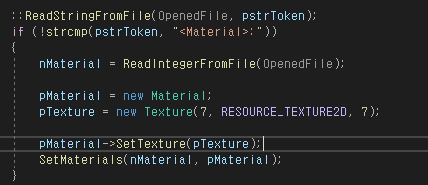 ::ReadStringFromFile(OpenedFile, pstrToken);
if (!strcmp(pstrToken, "<Material>:"))
{
nMaterial = ReadIntegerFromFile(OpenedFile);
pMaterial = new Material;
pTexture = new Texture(7, RESOURCE_TEXTURE2D, 7);
pMaterial->SetTexture(pTexture);
SetMaterials(nMaterial, pMaterial);
}